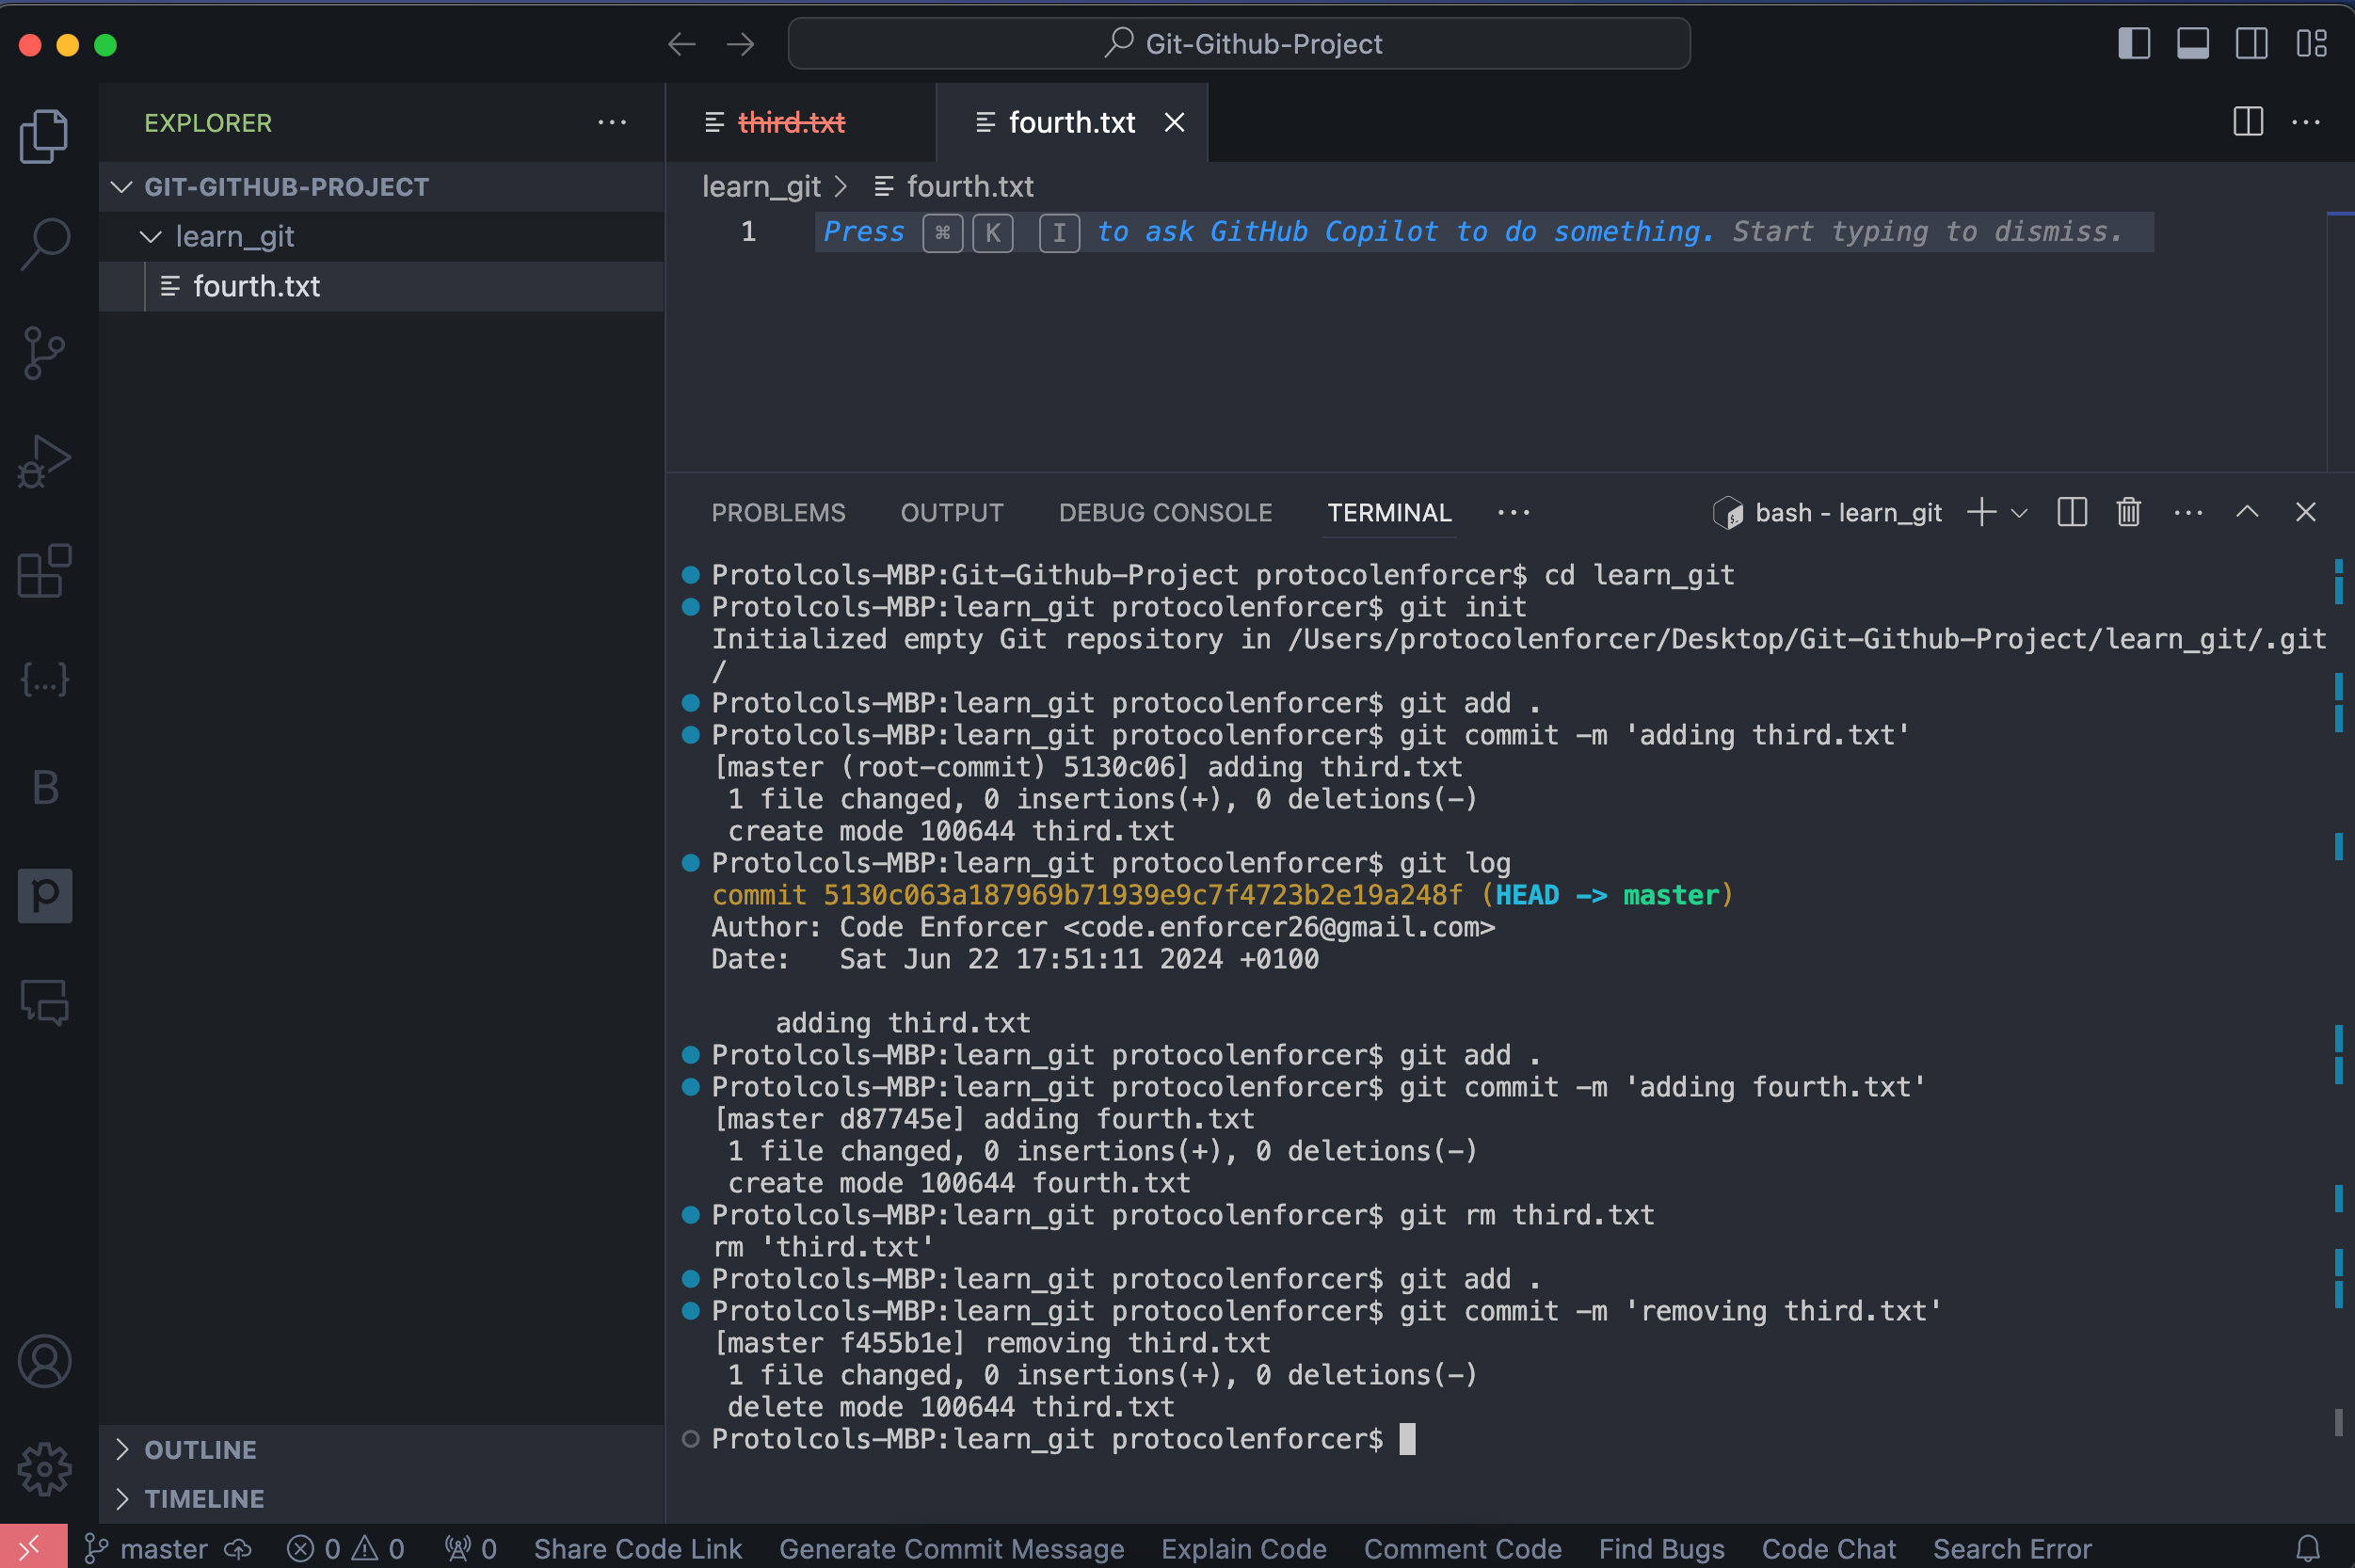 Git-Github-Project
EXPLORER
GIT-GITHUB-PROJECT
learn_git
fourth.txt
OUTLINE
TIMELINE
third.txt
fourth.txt
learn_git > fourth.txt
1
Press ⌘ K I to ask GitHub Copilot to do something. Start typing to dismiss.
PROBLEMS OUTPUT DEBUG CONSOLE TERMINAL
bash - learn_git
Protolcols-MBP:Git-Github-Project protocolenforcer$ cd learn_git
Protolcols-MBP:learn_git protocolenforcer$ git init
Initialized empty Git repository in /Users/protocolenforcer/Desktop/Git-Github-Project/learn_git/.git
/
Protolcols-MBP:learn_git protocolenforcer$ git add .
Protolcols-MBP:learn_git protocolenforcer$ git commit -m 'adding third.txt'
[master (root-commit) 5130c06] adding third.txt
1 file changed, 0 insertions(+), 0 deletions(-)
create mode 100644 third.txt
Protolcols-MBP:learn_git protocolenforcer$ git log
commit 5130c063a187969b71939e9c7f4723b2e19a248f (HEAD -> master)
Author: Code Enforcer <code.enforcer26@gmail.com>
Date:   Sat Jun 22 17:51:11 2024 +0100
adding third.txt
Protolcols-MBP:learn_git protocolenforcer$ git add .
Protolcols-MBP:learn_git protocolenforcer$ git commit -m 'adding fourth.txt'
[master d87745e] adding fourth.txt
1 file changed, 0 insertions(+), 0 deletions(-)
create mode 100644 fourth.txt
Protolcols-MBP:learn_git protocolenforcer$ git rm third.txt
rm 'third.txt'
Protolcols-MBP:learn_git protocolenforcer$ git add .
Protolcols-MBP:learn_git protocolenforcer$ git commit -m 'removing third.txt'
[master f455b1e] removing third.txt
1 file changed, 0 insertions(+), 0 deletions(-)
delete mode 100644 third.txt
Protolcols-MBP:learn_git protocolenforcer$
master 0 0 0 Share Code Link Generate Commit Message Explain Code Comment Code Find Bugs Code Chat Search Error